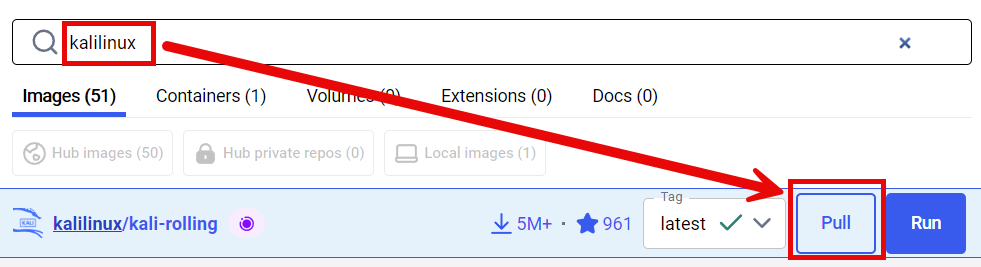 kalilinux
Images (51) Containers (1) Volumes (0) Extensions (0) Docs (0)
Hub images (50) Hub private repos (0) Local images (1)
Tag
KALI kalilinux/kali-rolling 5M+ · 961 latest Pull Run